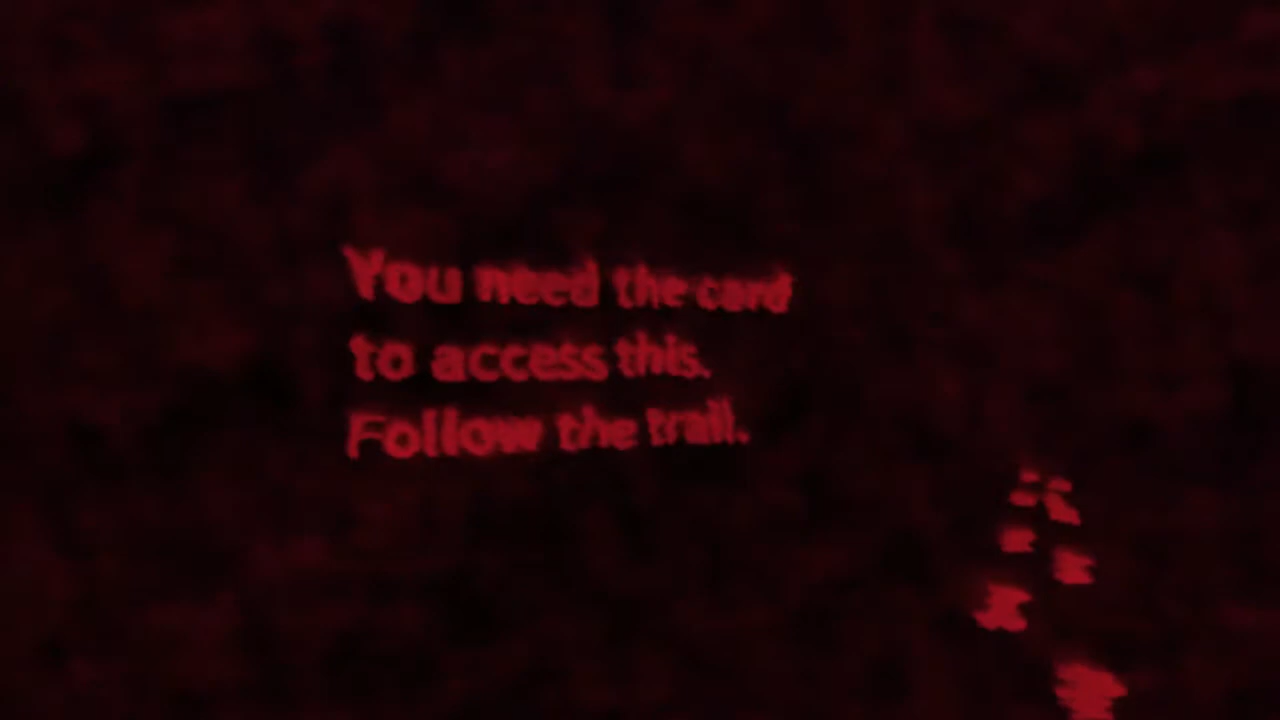 You need the card
to access this.
Follow the trail.